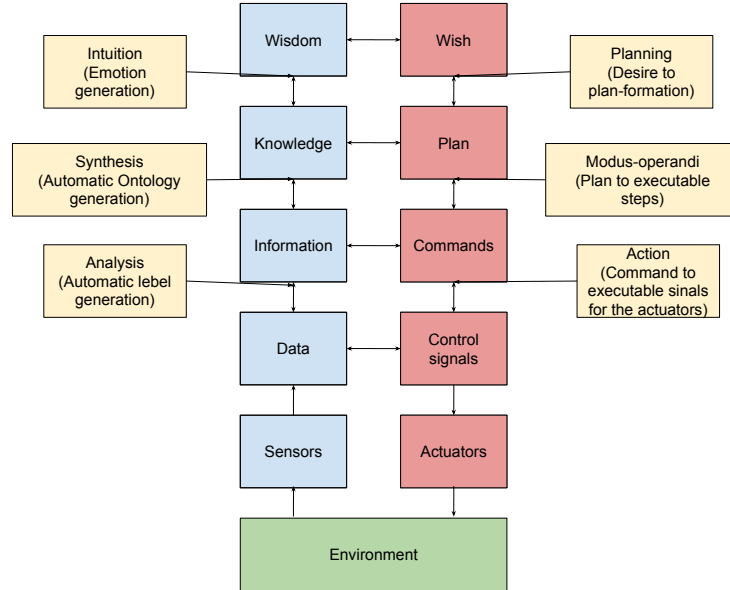 Wisdom
Wish
Intuition
(Emotion
generation)
Planning
(Desire to
plan-formation)
Knowledge
Plan
Synthesis
(Automatic Ontology
generation)
Modus-operandi
(Plan to executable
steps)
Information
Commands
Analysis
(Automatic lebel
generation)
Action
(Command to
executable sinals
for the actuators)
Data
Control
signals
Sensors
Actuators
Environment